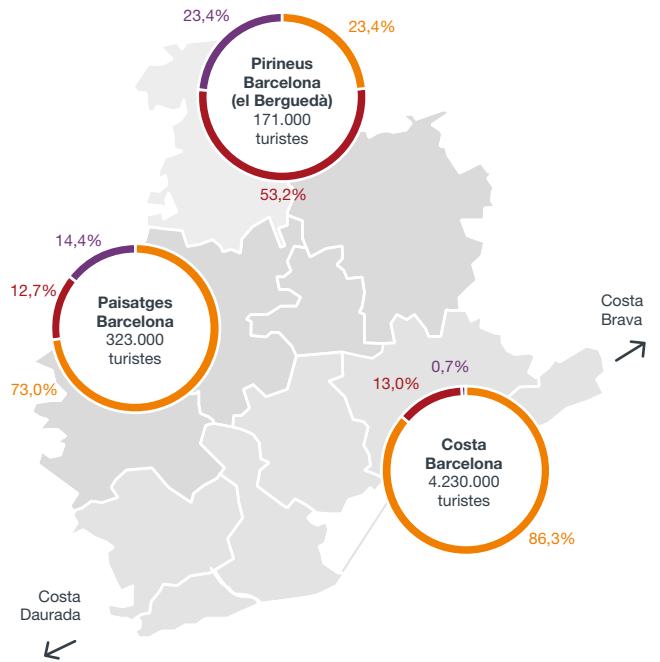 23,4%
23,4%
Pirineus
Barcelona
(el Berguedà)
171.000
turistes
53,2%
14,4%
12,7%
Paisatges
Barcelona
323.000
turistes
73,0%
Costa
Brava
0,7%
13,0%
Costa
Barcelona
4.230.000
turistes
86,3%
Costa
Daurada